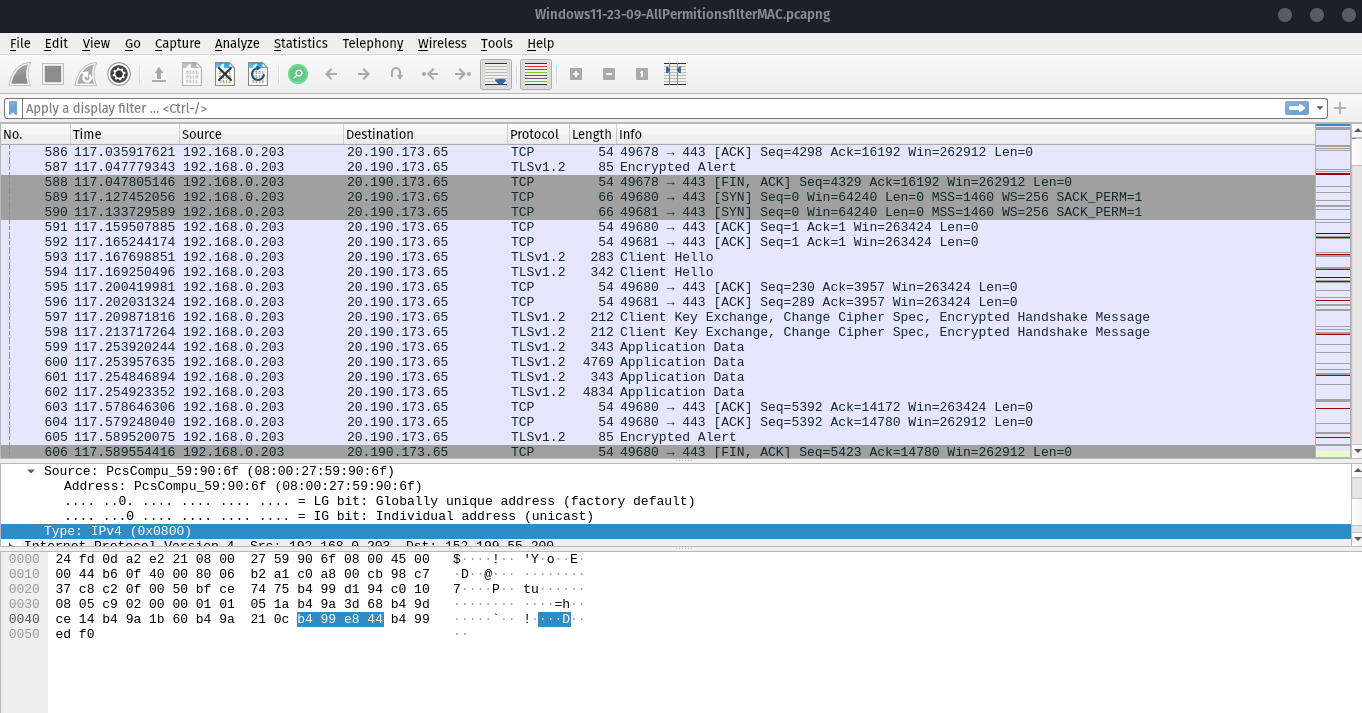 Windows11-23-09-AllPermitionsfilterMAC.pcapng
File Edit View Go Capture Analyze Statistics Telephony Wireless Tools Help
Apply a display filter ... <Ctrl-/>
No. Time Source Destination Protocol Length Info
586 117.035917621 192.168.0.203 20.190.173.65 TCP 54 49678 → 443 [ACK] Seq=4298 Ack=16192 Win=262912 Len=0
587 117.047779343 192.168.0.203 20.190.173.65 TLSv1.2 85 Encrypted Alert
588 117.047805146 192.168.0.203 20.190.173.65 TCP 54 49678 → 443 [FIN, ACK] Seq=4329 Ack=16192 Win=262912 Len=0
589 117.127452056 192.168.0.203 20.190.173.65 TCP 66 49680 → 443 [SYN] Seq=0 Win=64240 Len=0 MSS=1460 WS=256 SACK_PERM=1
590 117.133729589 192.168.0.203 20.190.173.65 TCP 66 49681 → 443 [SYN] Seq=0 Win=64240 Len=0 MSS=1460 WS=256 SACK_PERM=1
591 117.159507885 192.168.0.203 20.190.173.65 TCP 54 49680 → 443 [ACK] Seq=1 Ack=1 Win=263424 Len=0
592 117.165244174 192.168.0.203 20.190.173.65 TCP 54 49681 → 443 [ACK] Seq=1 Ack=1 Win=263424 Len=0
593 117.167698851 192.168.0.203 20.190.173.65 TLSv1.2 283 Client Hello
594 117.169250496 192.168.0.203 20.190.173.65 TLSv1.2 342 Client Hello
595 117.200419981 192.168.0.203 20.190.173.65 TCP 54 49680 → 443 [ACK] Seq=230 Ack=3957 Win=263424 Len=0
596 117.202031324 192.168.0.203 20.190.173.65 TCP 54 49681 → 443 [ACK] Seq=289 Ack=3957 Win=263424 Len=0
597 117.209871816 192.168.0.203 20.190.173.65 TLSv1.2 212 Client Key Exchange, Change Cipher Spec, Encrypted Handshake Message
598 117.213717264 192.168.0.203 20.190.173.65 TLSv1.2 212 Client Key Exchange, Change Cipher Spec, Encrypted Handshake Message
599 117.253920244 192.168.0.203 20.190.173.65 TLSv1.2 343 Application Data
600 117.253957635 192.168.0.203 20.190.173.65 TLSv1.2 4769 Application Data
601 117.254846894 192.168.0.203 20.190.173.65 TLSv1.2 343 Application Data
602 117.254923352 192.168.0.203 20.190.173.65 TLSv1.2 4834 Application Data
603 117.578646306 192.168.0.203 20.190.173.65 TCP 54 49680 → 443 [ACK] Seq=5392 Ack=14172 Win=263424 Len=0
604 117.579248040 192.168.0.203 20.190.173.65 TCP 54 49680 → 443 [ACK] Seq=5392 Ack=14780 Win=262912 Len=0
605 117.589520075 192.168.0.203 20.190.173.65 TLSv1.2 85 Encrypted Alert
606 117.589554416 192.168.0.203 20.190.173.65 TCP 54 49680 → 443 [FIN, ACK] Seq=5423 Ack=14780 Win=262912 Len=0
Source: PcsCompu_59:90:6f (08:00:27:59:90:6f)
Address: PcsCompu_59:90:6f (08:00:27:59:90:6f)
.... ..0. .... .... .... .... = LG bit: Globally unique address (factory default)
.... ...0 .... .... .... .... = IG bit: Individual address (unicast)
Type: IPv4 (0x0800)
Internet Protocol Version 4, Src: 192.168.0.203, Dst: 152.199.55.200
0000 24 fd 0d a2 e2 21 08 00 27 59 90 6f 08 00 45 00 $····!·· 'Y·o··E·
0010 00 44 b6 0f 40 00 80 06 b2 a1 c0 a8 00 cb 98 c7 ·D··@··· ········
0020 37 c8 c2 0f 00 50 bf ce 74 75 b4 99 d1 94 c0 10 7····P·· tu······
0030 08 05 c9 02 00 00 01 01 05 1a b4 9a 3d 68 b4 9d ········ ····=h··
0040 ce 14 b4 9a 1b 60 b4 9a 21 0c b4 99 e8 44 b4 99 ·····`·· !····D··
0050 ed f0 ··